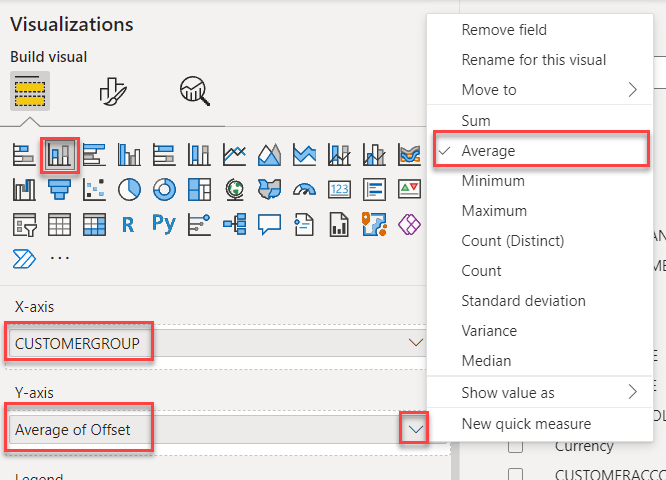 Visualizations
Build visual
123
R
Py
...
X-axis
CUSTOMERGROUP
Y-axis
Average of Offset
Legend
Remove field
Rename for this visual
Move to
Sum
Average
Minimum
Maximum
Count (Distinct)
Count
Standard deviation
Variance
Median
Show value as
New quick measure
Currency
CUSTOMERACCO